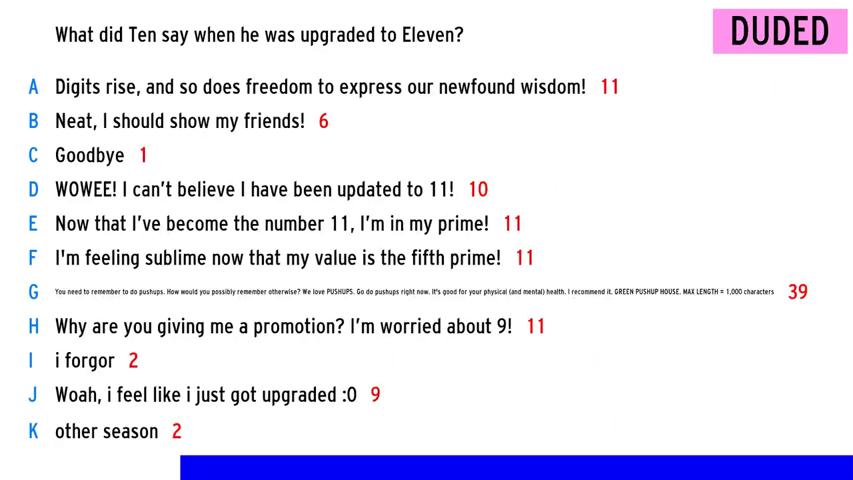 What did Ten say when he was upgraded to Eleven?
DUDED
A Digits rise, and so does freedom to express our newfound wisdom! 11
B Neat, I should show my friends! 6
C Goodbye 1
D WOWEE! I can't believe I have been updated to 11! 10
E Now that I've become the number 11, I'm in my prime! 11
F I'm feeling sublime now that my value is the fifth prime! 11
G You need to remember to do pushups. How would you possibly remember otherwise? We love PUSHUPS. Go do pushups right now. It's good for your physical (and mental) health. I recommend it. GREEN PUSHUP HOUSE. MAX LENGTH = 1,000 characters 39
H Why are you giving me a promotion? I'm worried about 9! 11
I i forgor 2
J Woah, i feel like i just got upgraded :0 9
K other season 2